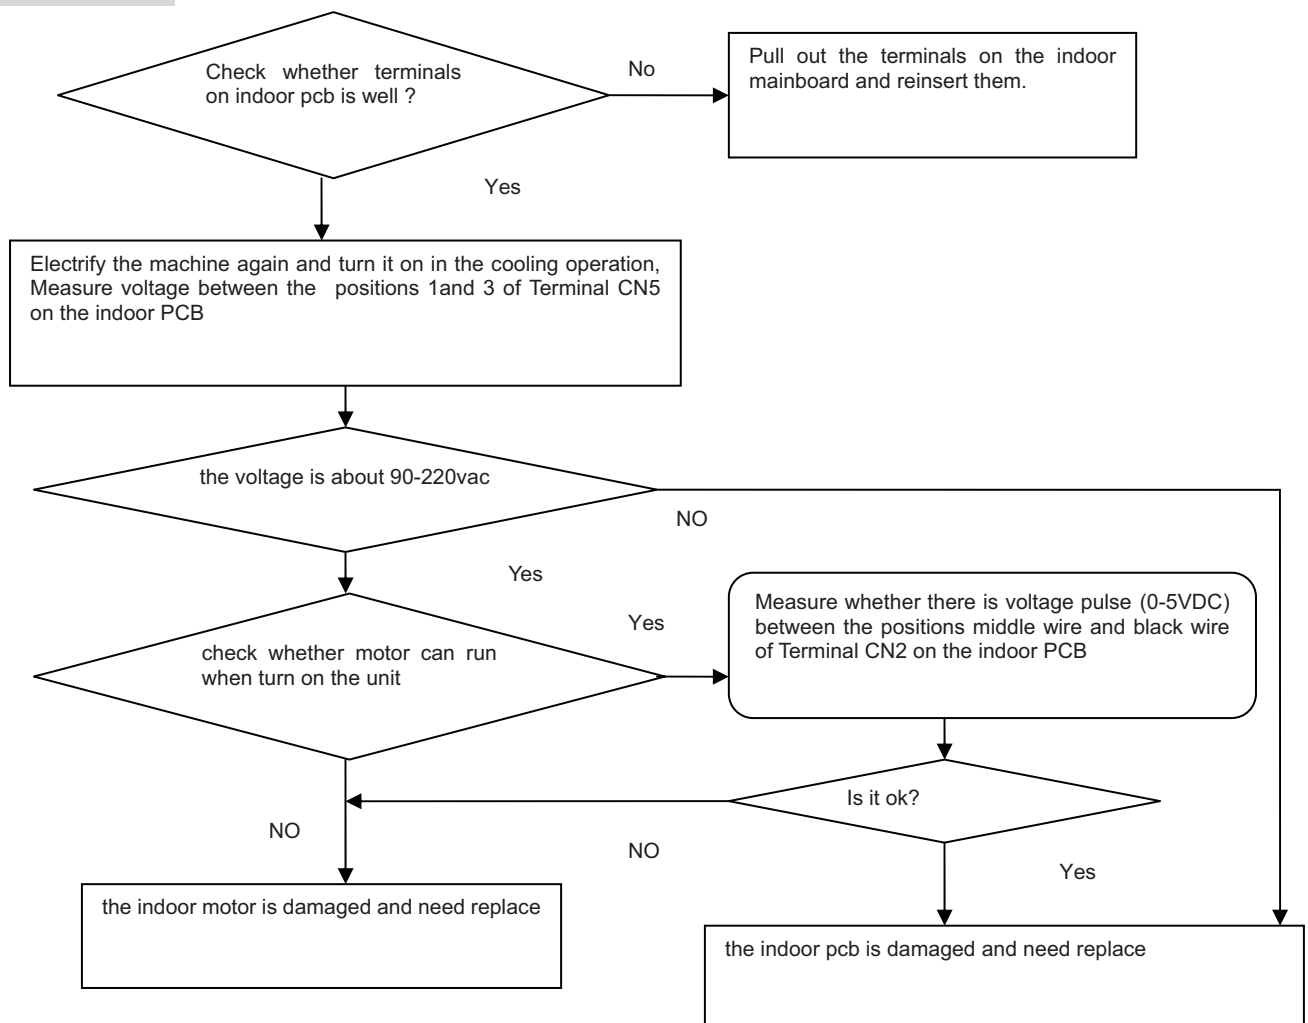 Check whether terminals
on indoor pcb is well ?
No
Pull out the terminals on the indoor
mainboard and reinsert them.
Yes
Electrify the machine again and turn it on in the cooling operation,
Measure voltage between the positions 1and 3 of Terminal CN5
on the indoor PCB
the voltage is about 90-220vac
NO
Yes
check whether motor can run
when turn on the unit
Yes
Measure whether there is voltage pulse (0-5VDC)
between the positions middle wire and black wire
of Terminal CN2 on the indoor PCB
Is it ok?
NO
NO
Yes
the indoor motor is damaged and need replace
the indoor pcb is damaged and need replace